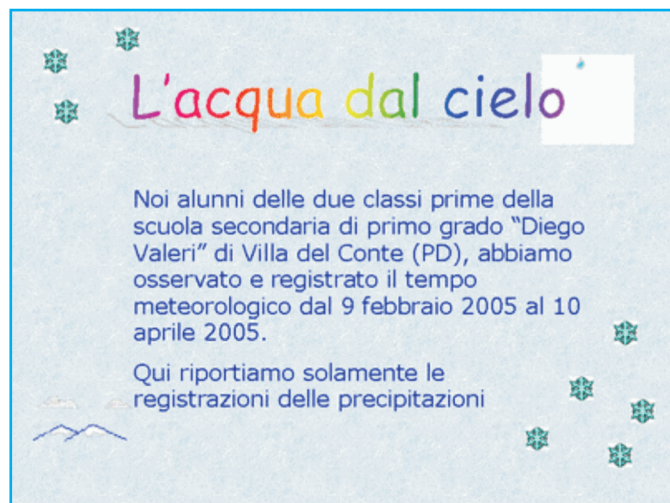 L'acqua dal cielo
Noi alunni delle due classi prime della
scuola secondaria di primo grado “Diego
Valeri” di Villa del Conte (PD), abbiamo
osservato e registrato il tempo
meteorologico dal 9 febbraio 2005 al 10
aprile 2005.
Qui riportiamo solamente le
registrazioni delle precipitazioni